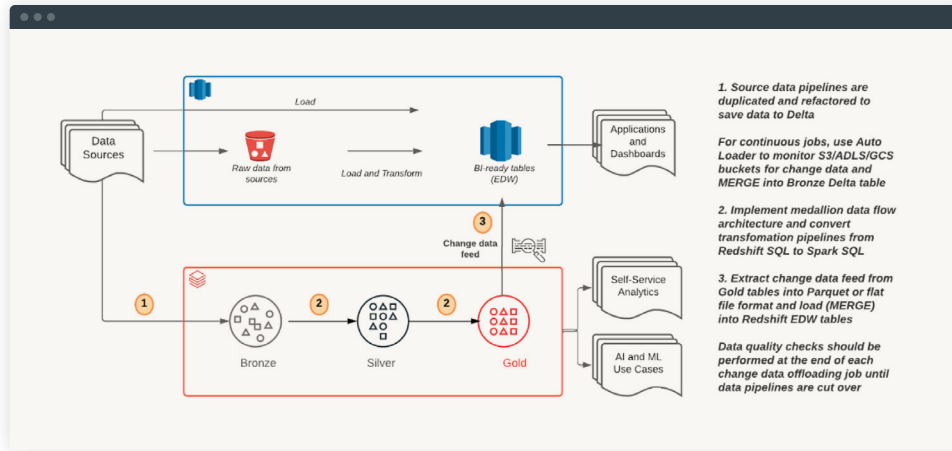 Load
Data
Sources
Raw data from
sources
Load and Transform
BI-ready tables
(EDW)
Applications
and
Dashboards
3
Change data
feed
1
2
2
Bronze
Silver
Gold
Self-Service
Analytics
AI and ML
Use Cases
1. Source data pipelines are
duplicated and refactored to
save data to Delta
For continuous jobs, use Auto
Loader to monitor S3/ADLS/GCS
buckets for change data and
MERGE into Bronze Delta table
2. Implement medallion data flow
architecture and convert
transfomation pipelines from
Redshift SQL to Spark SQL
3. Extract change data feed from
Gold tables into Parquet or flat
file format and load (MERGE)
into Redshift EDW tables
Data quality checks should be
performed at the end of each
change data offloading job until
data pipelines are cut over